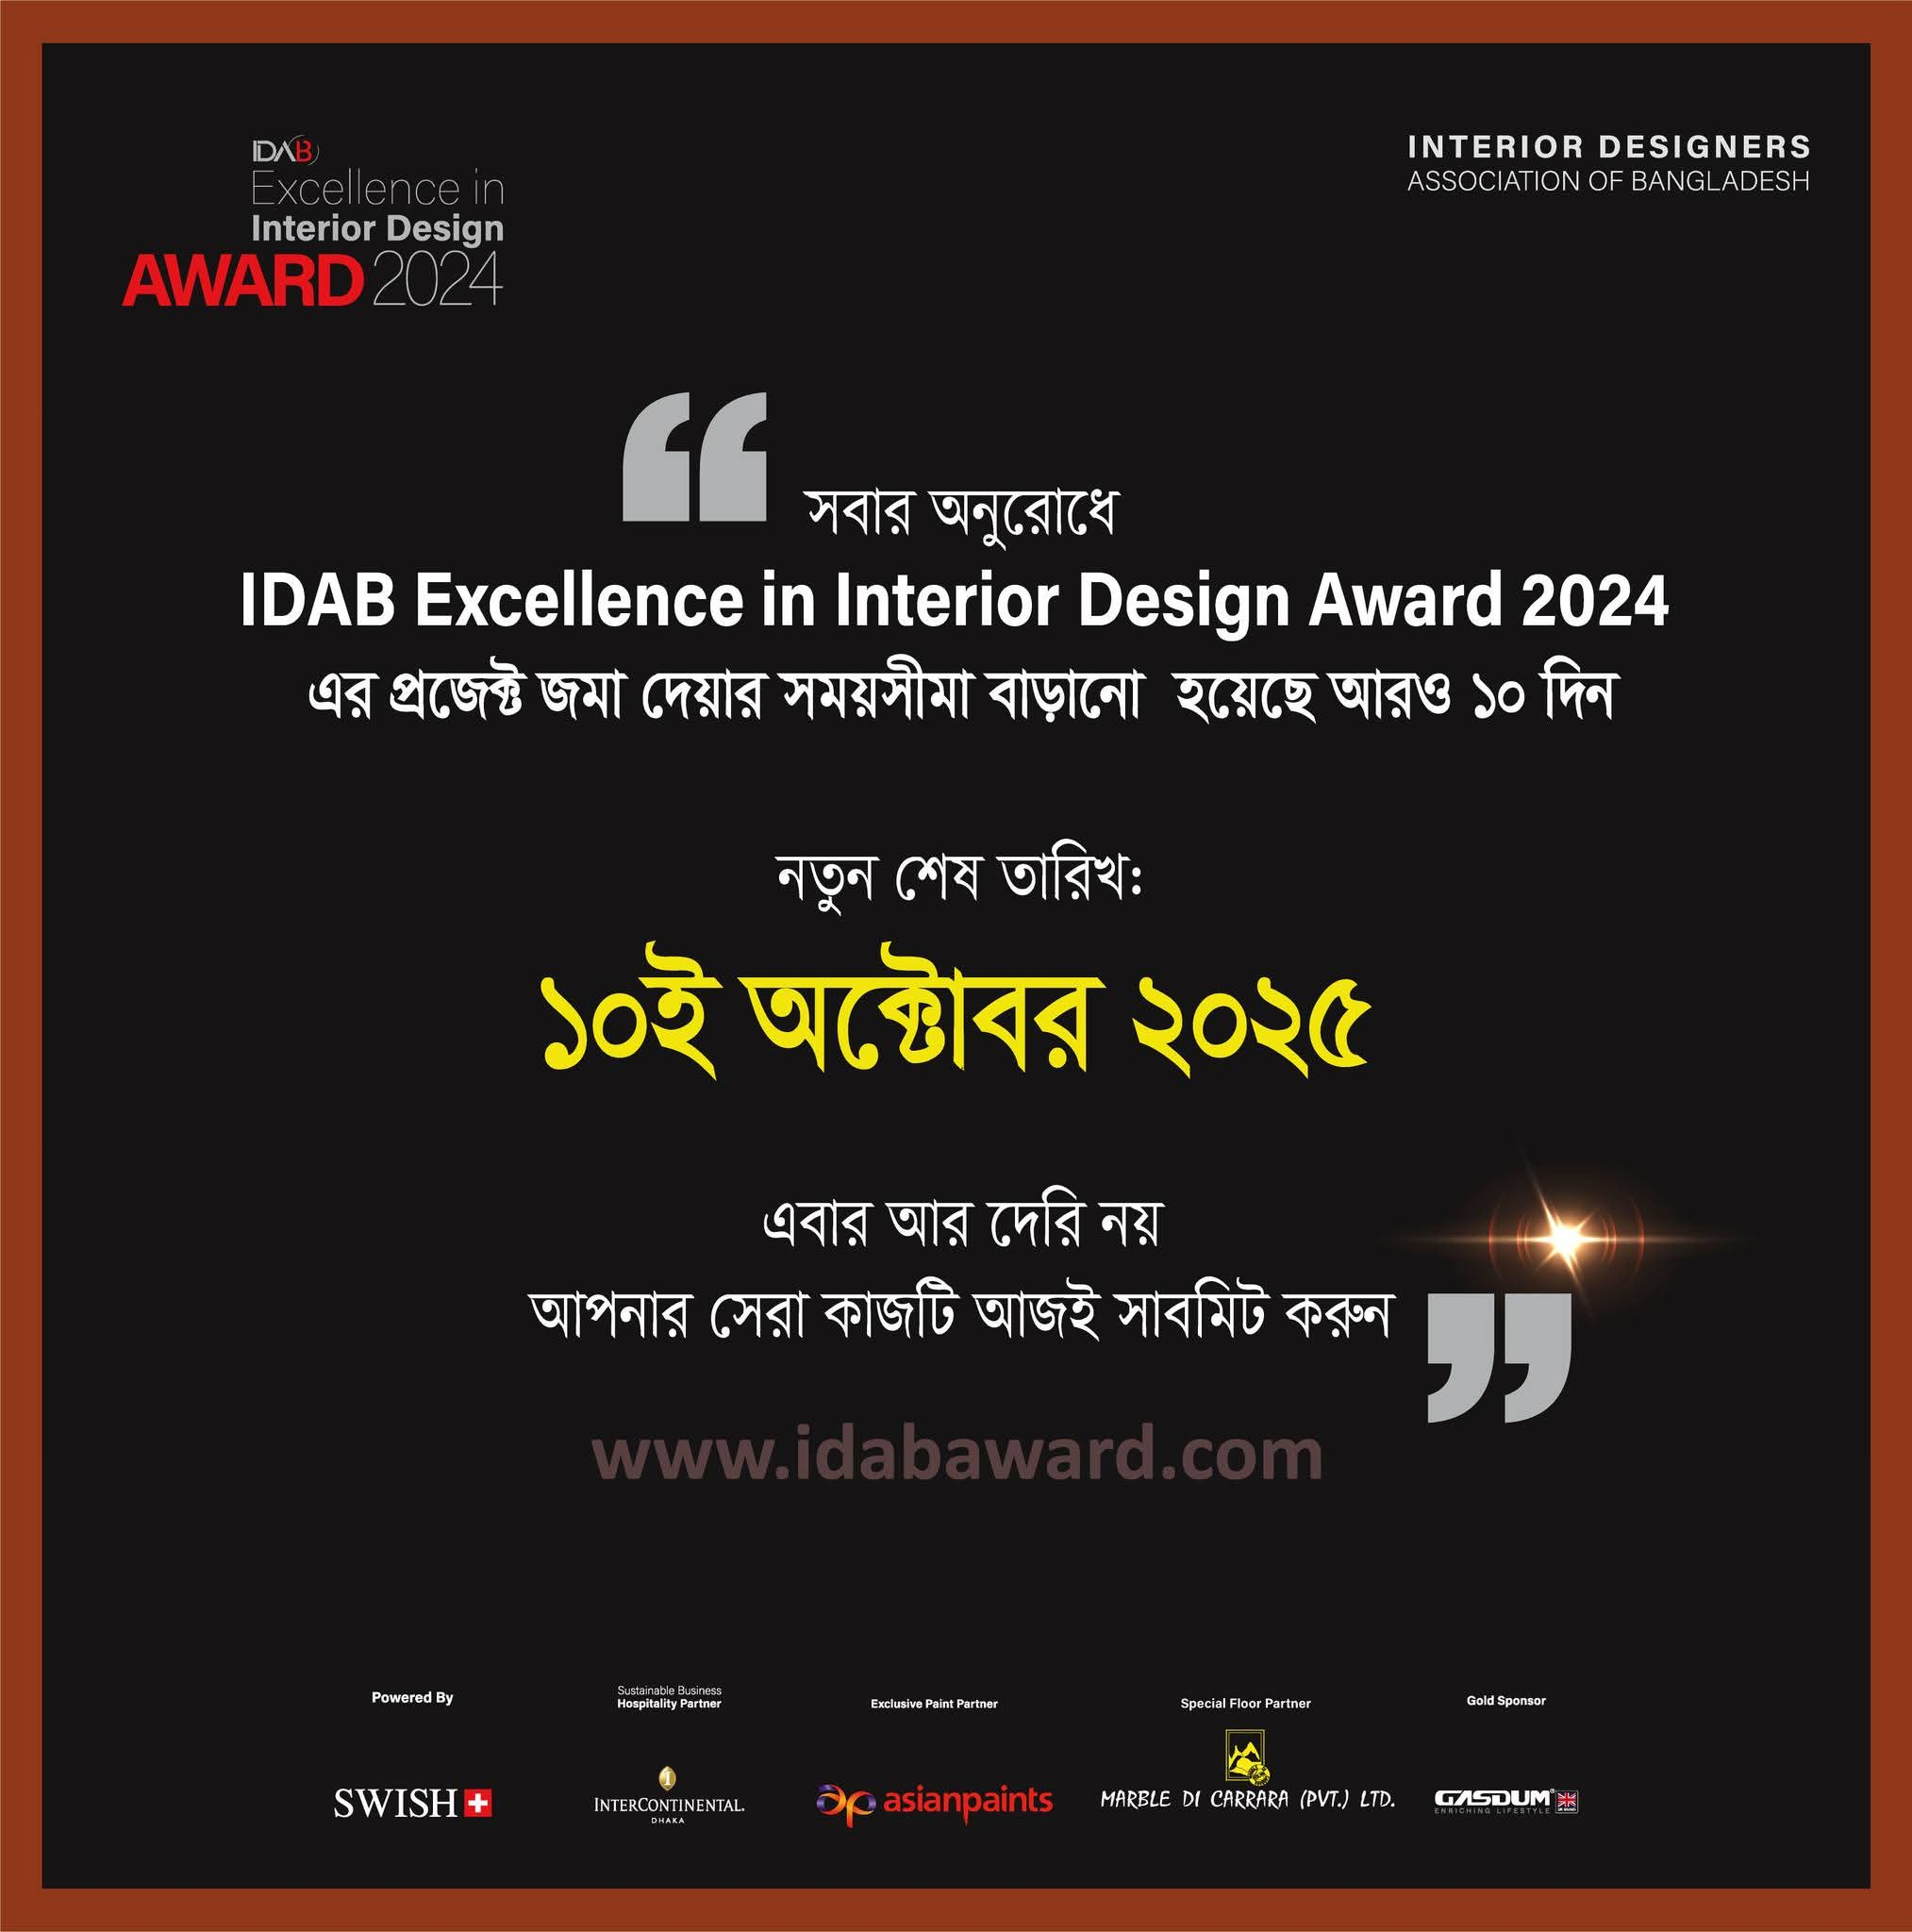 IDAB
Excellence in
Interior Design
AWARD 2024
INTERIOR DESIGNERS
ASSOCIATION OF BANGLADESH
“ সবার অনুরোধে
IDAB Excellence in Interior Design Award 2024
এর প্রজেক্ট জমা দেয়ার সময়সীমা বাড়ানো হয়েছে আরও ১০ দিন
নতুন শেষ তারিখ:
১০ই অক্টোবর ২০২৫
এবার আর দেরি নয়
আপনার সেরা কাজটি আজই সাবমিট করুন ”
www.idabaward.com
Powered By
SWISH
Sustainable Business
Hospitality Partner
INTERCONTINENTAL.
DHAKA
Exclusive Paint Partner
ap asianpaints
Special Floor Partner
MARBLE DI CARRARA (PVT.) LTD.
Gold Sponsor
GASDUM®
ENRICHING LIFESTYLE